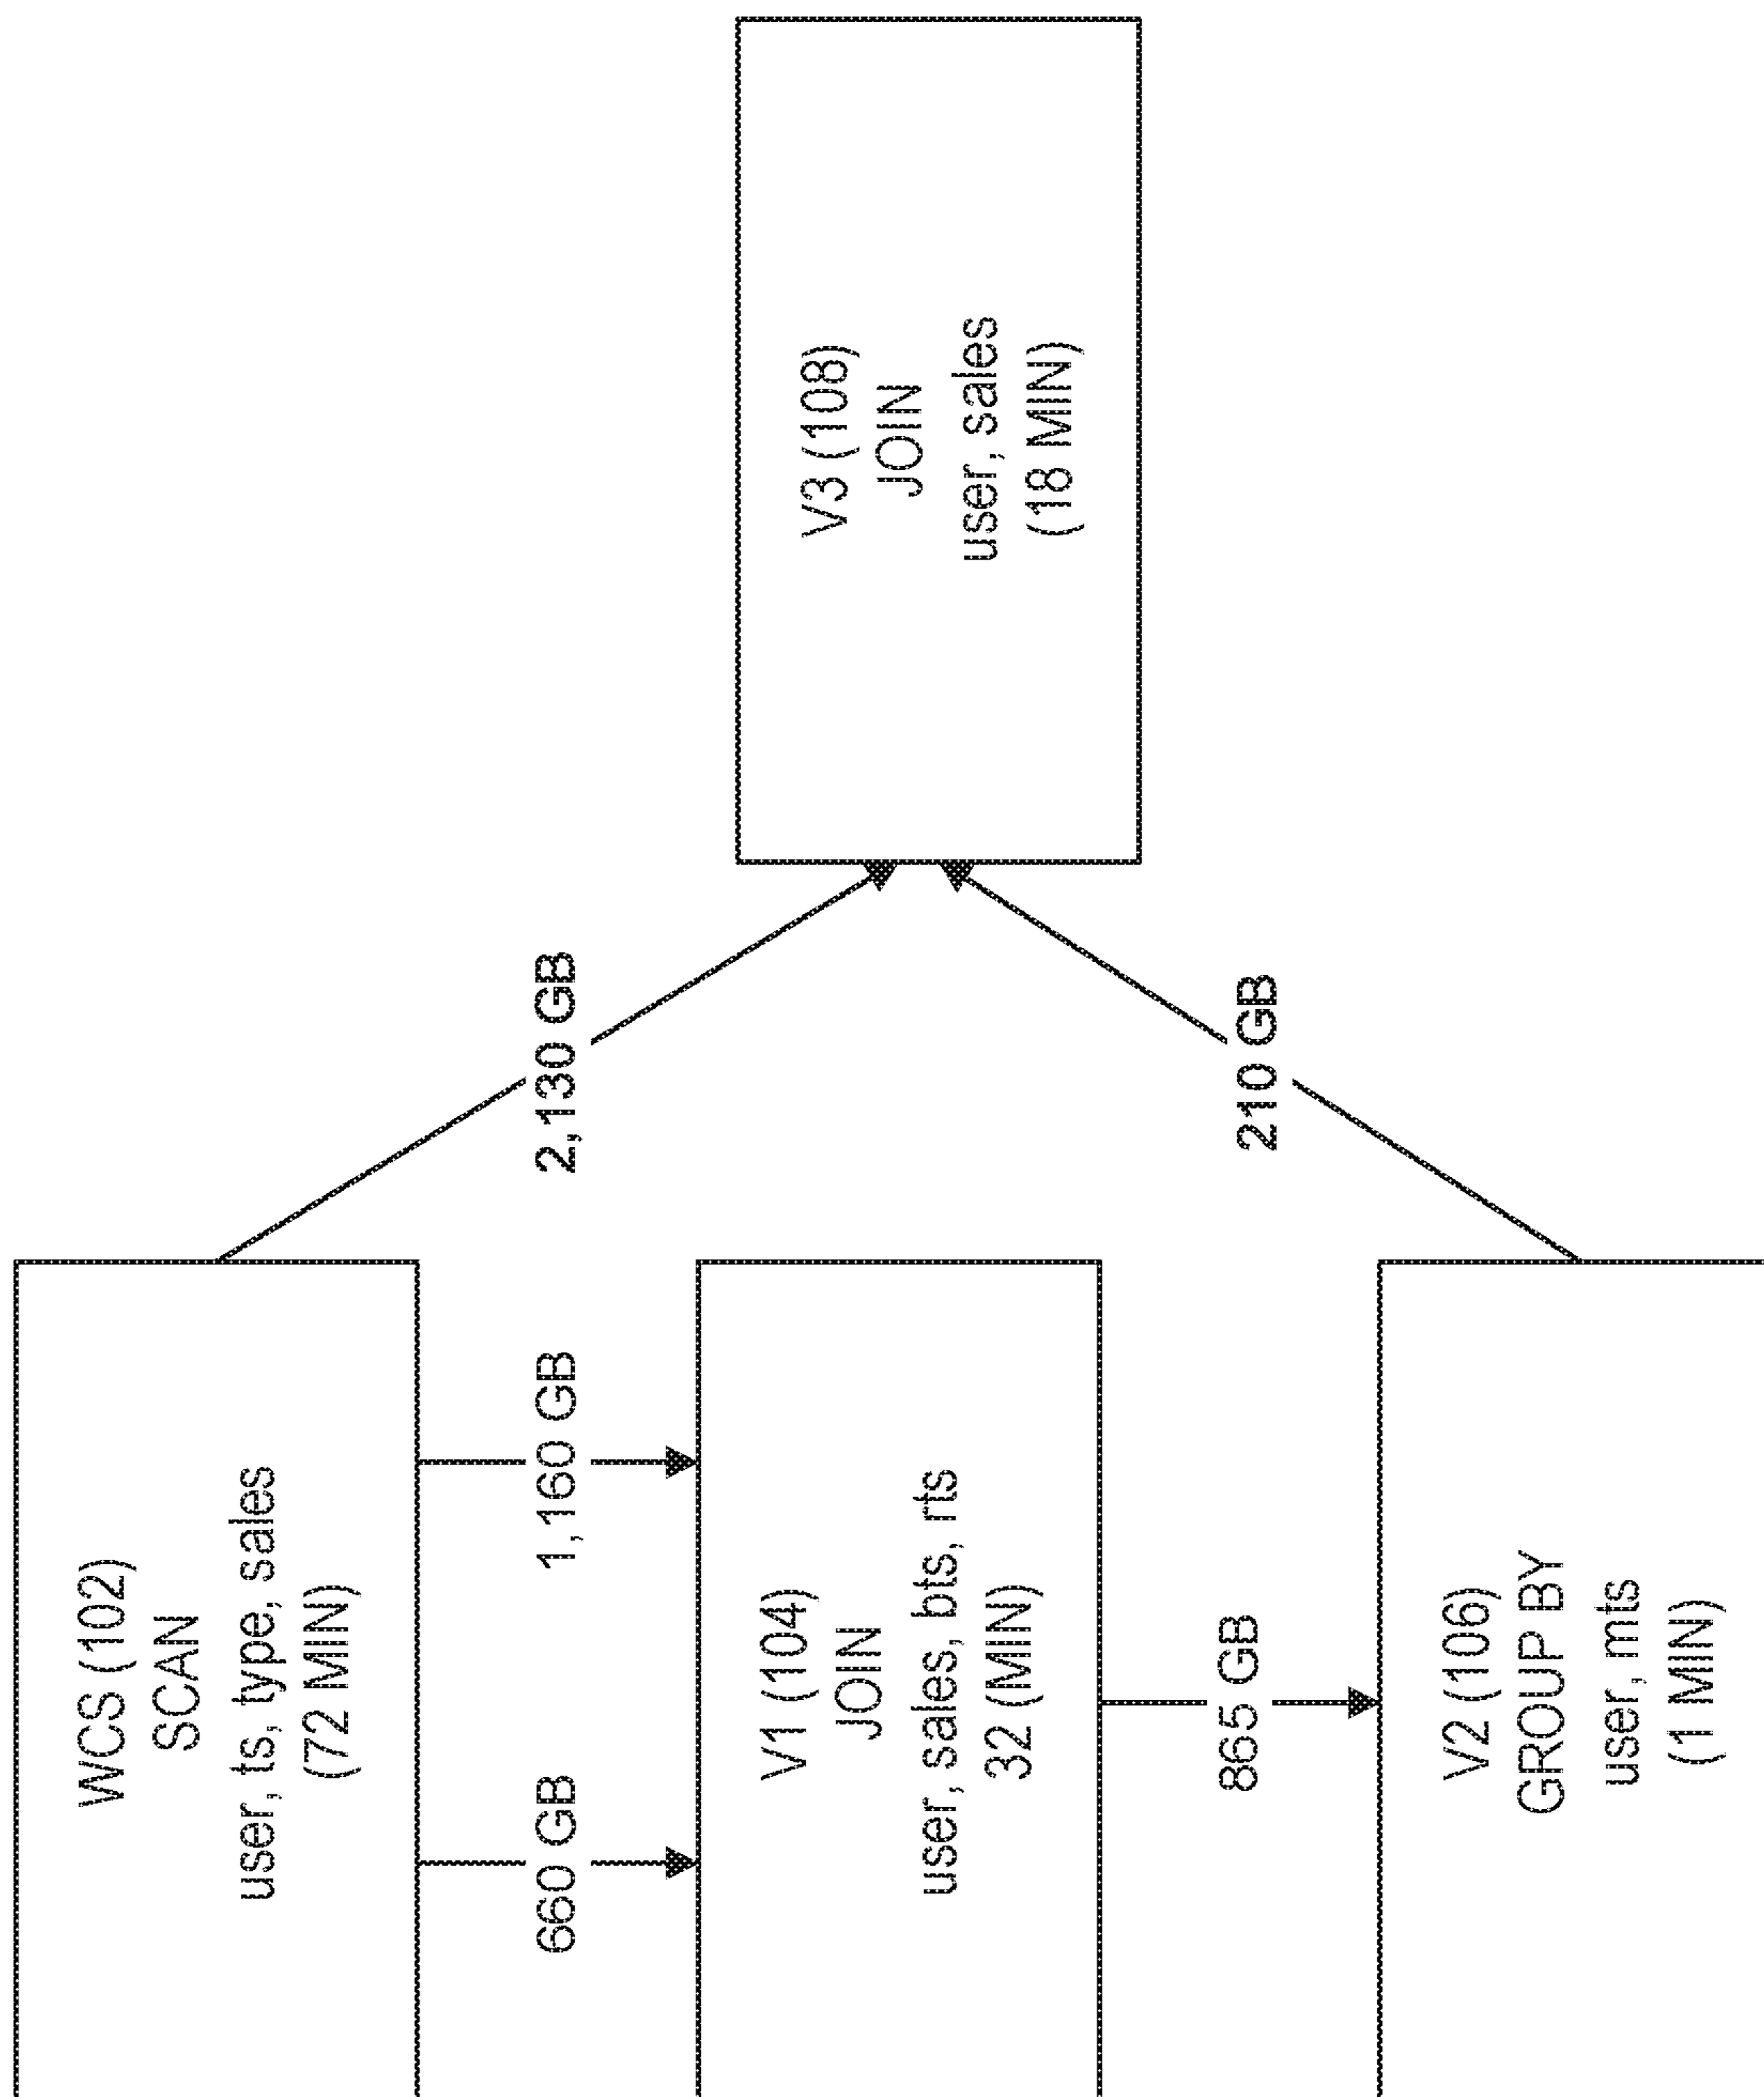 WCS (102)
SCAN
user, ts, type, sales
(72 MIN)
660 GB
1,160 GB
2,130 GB
V1 (104)
JOIN
user, sales, bts, rts
32 (MIN)
V3 (108)
JOIN
user, sales
(18 MIN)
865 GB
210 GB
V2 (106)
GROUP BY
user, mts
(1 MIN)